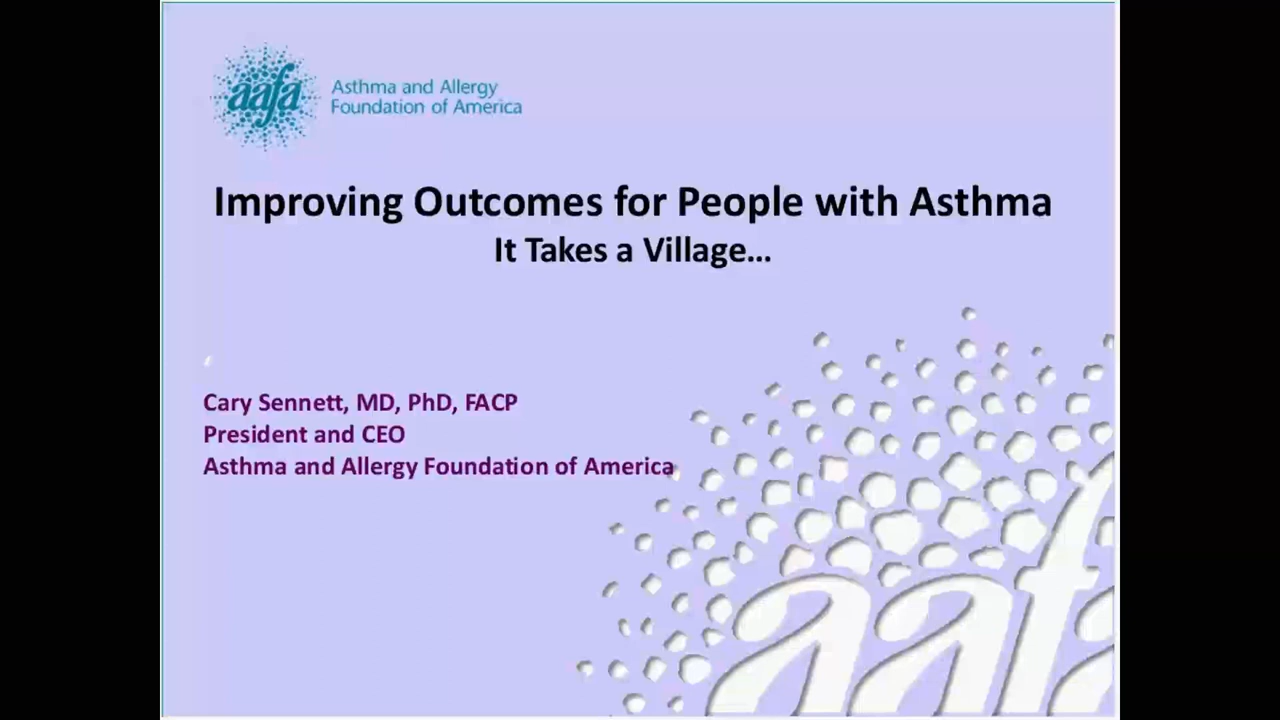 aafa
Asthma and Allergy
Foundation of America
Improving Outcomes for People with Asthma
It Takes a Village...
Cary Sennett, MD, PhD, FACP
President and CEO
Asthma and Allergy Foundation of America
aafa